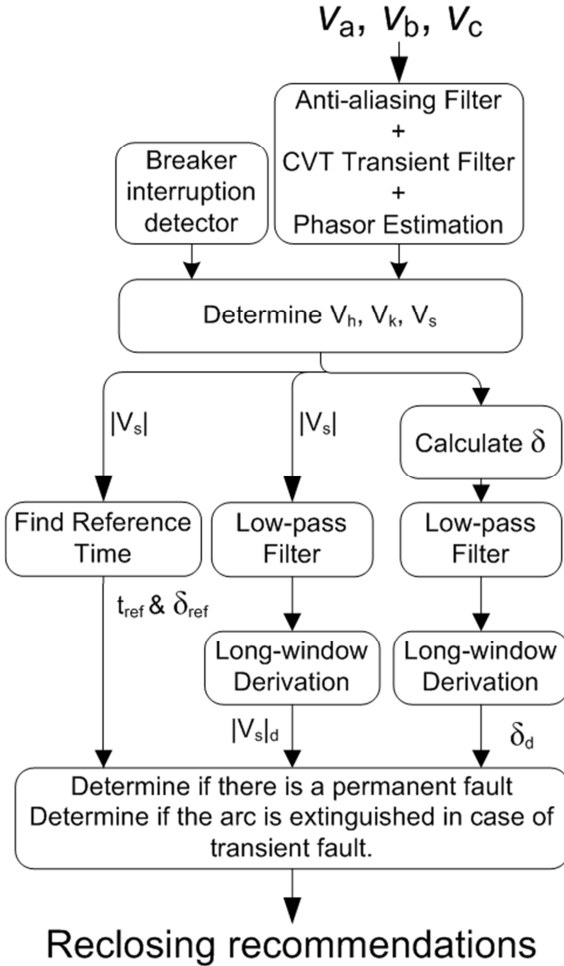 Va, Vb, Vc
Anti-aliasing Filter
+
CVT Transient Filter
+
Phasor Estimation
Breaker
interruption
detector
Determine Vh, Vk, Vs
|Vs|
|Vs|
Calculate δ
Find Reference
Time
Low-pass
Filter
Low-pass
Filter
tref & δref
Long-window
Derivation
Long-window
Derivation
|Vs|d
δd
Determine if there is a permanent fault
Determine if the arc is extinguished in case of
transient fault.
Reclosing recommendations